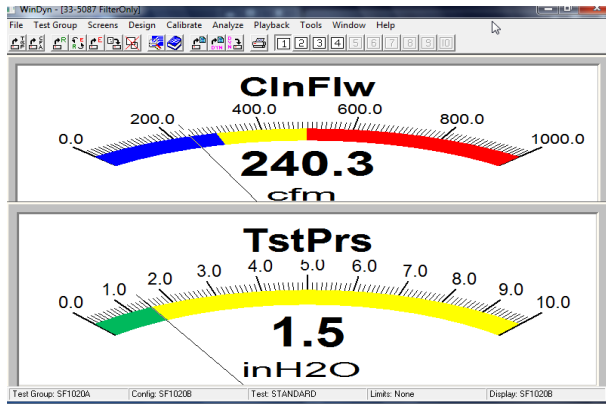 WinDyn - [33-5087 FilterOnly]
File Test Group Screens Design Calibrate Analyze Playback Tools Window Help
1 2 3 4 5 6 7 8 9 10
ClnFlw
0.0 200.0 400.0 600.0 800.0 1000.0
240.3
cfm
TstPrs
0.0 1.0 2.0 3.0 4.0 5.0 6.0 7.0 8.0 9.0 10.0
1.5
inH2O
Test Group: SF1020A Config: SF1020B Test: STANDARD Limits: None Display: SF1020B